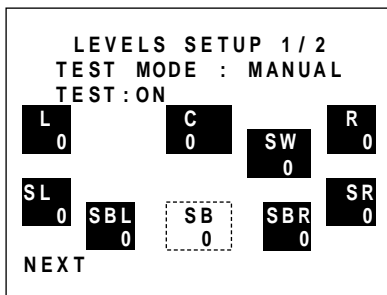 LEVELS SETUP 1/2
TEST MODE : MANUAL
TEST:ON
L C R
0 0 0
SW
0
SL SR
0 0
SBL SB SBR
0 0 0
NEXT